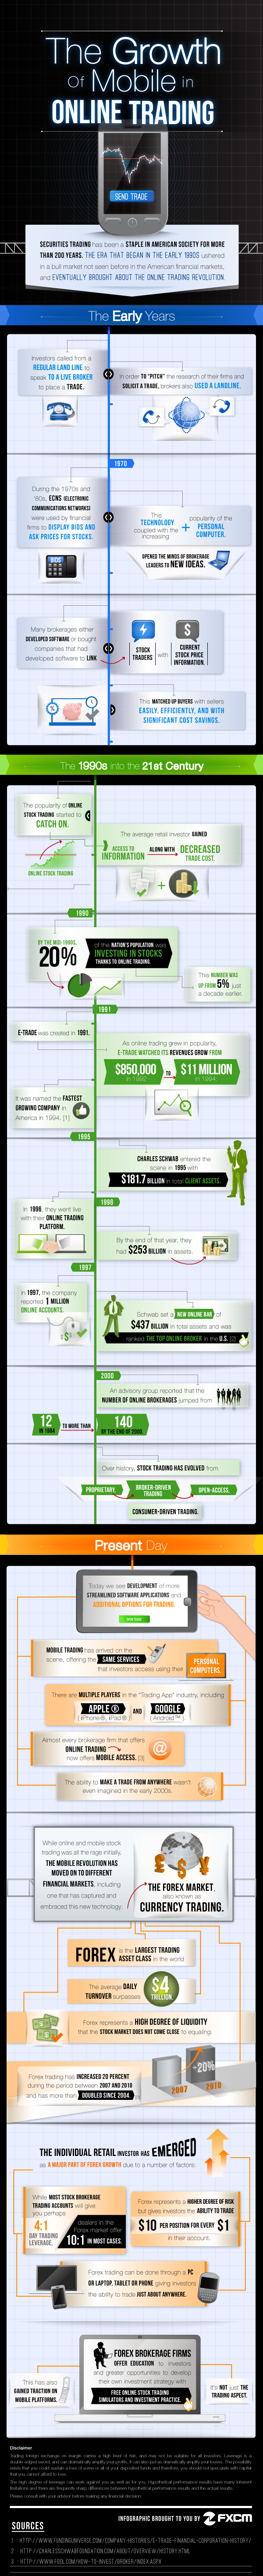 The Growth
Of Mobile in
ONLINE TRADING
SEND TRADE
SECURITIES TRADING has been a STAPLE IN AMERICAN SOCIETY FOR MORE
THAN 200 YEARS. THE ERA THAT BEGAN IN THE EARLY 1990S ushered
in a bull market not seen before in the American financial markets,
and EVENTUALLY BROUGHT ABOUT THE ONLINE TRADING REVOLUTION.
The Early Years
Investors called from a
REGULAR LAND LINE to
speak TO A LIVE BROKER
to place a TRADE.
In order TO "PITCH" the research of their firms and
SOLICIT A TRADE, brokers also USED A LANDLINE.
1970
During the 1970s and
'80s, ECNS (ELECTRONIC
COMMUNICATIONS NETWORKS)
were used by financial
firms to DISPLAY BIDS AND
ASK PRICES FOR STOCKS.
This
TECHNOLOGY
coupled with the
increasing
+
popularity of the
PERSONAL
COMPUTER,
OPENED THE MINDS OF BROKERAGE
LEADERS TO NEW IDEAS.
Many brokerages either
DEVELOPED SOFTWARE or bought
companies that had
developed software to LINK
STOCK
TRADERS
with
CURRENT
STOCK PRICE
INFORMATION.
This MATCHED UP BUYERS with sellers
EASILY, EFFICIENTLY, AND WITH
SIGNIFICANT COST SAVINGS.
The 1990s into the 21st Century
The popularity of ONLINE
STOCK TRADING started to
CATCH ON.
ONLINE STOCK TRADING
The average retail investor GAINED
ACCESS TO
INFORMATION
ALONG WITH
DECREASED
TRADE COST.
+
1990
BY THE MID-1990S,
20%
of the NATION'S POPULATION was
INVESTING IN STOCKS
THANKS TO ONLINE TRADING.
This NUMBER WAS
UP FROM 5% just
a decade earlier.
1991
E-TRADE was created in 1991.
As online trading grew in popularity,
E-TRADE WATCHED ITS REVENUES GROW FROM
$850,000
in 1992
TO
$11 MILLION
in 1994.
It was named the FASTEST
GROWING COMPANY in
America in 1994. [1]
1995
CHARLES SCHWAB entered the
scene in 1995 with
$181.7 BILLION in total CLIENT ASSETS.
1996
In 1996, they went live
with their ONLINE TRADING
PLATFORM.
By the end of that year, they
had $253 BILLION in assets.
1997
In 1997, the company
reported 1 MILLION
ONLINE ACCOUNTS.
Schwab set a NEW ONLINE BAR of
$437 BILLION in total assets and was
ranked THE TOP ONLINE BROKER in the U.S. [2]
2000
An advisory group reported that the
NUMBER OF ONLINE BROKERAGES jumped from
12
IN 1994
TO MORE THAN
140
BY THE END OF 2000.
Over history, STOCK TRADING HAS EVOLVED from
PROPRIETARY,
BROKER-DRIVEN
TRADING
OPEN-ACCESS,
CONSUMER-DRIVEN TRADING.
Present Day
Today we see DEVELOPMENT of more
STREAMLINED SOFTWARE APPLICATIONS and
ADDITIONAL OPTIONS FOR TRADING.
MOBILE TRADING has arrived on the
scene, offering the SAME SERVICES
that investors access using their
PERSONAL
COMPUTERS.
There are MULTIPLE PLAYERS in the "Trading App" industry, including
APPLE®
( iPhone®, iPad® )
AND
GOOGLE
( Android™ ).
Almost every brokerage firm that offers
ONLINE TRADING
now offers MOBILE ACCESS. [3]
@
The ability to MAKE A TRADE FROM ANYWHERE wasn't
even imagined in the early 2000s.
While online and mobile stock
trading was all the rage initially,
THE MOBILE REVOLUTION HAS
MOVED ON TO DIFFERENT
FINANCIAL MARKETS, including
one that has captured and
embraced this new technology:
THE FOREX MARKET,
also known as
CURRENCY TRADING.
FOREX is the LARGEST TRADING
ASSET CLASS in the world
The average DAILY
TURNOVER surpasses
$4
TRILLION.
Forex represents a HIGH DEGREE OF LIQUIDITY
that the STOCK MARKET DOES NOT COME CLOSE to equaling.
Forex trading has INCREASED 20 PERCENT
during the period between 2007 AND 2010
and has more than DOUBLED SINCE 2004.
20%
2007
2010
THE INDIVIDUAL RETAIL INVESTOR HAS EMERGED
as A MAJOR PART OF FOREX GROWTH due to a number of factors:
While MOST STOCK BROKERAGE
TRADING ACCOUNTS will give
you perhaps
4:1
DAY TRADING
LEVERAGE,
dealers in the
Forex market offer
10:1 IN MOST CASES.
Forex represents a HIGHER DEGREE OF RISK
but gives investors the ABILITY TO TRADE
$10 PER POSITION FOR EVERY $1
in their account.
Forex trading can be done through a PC
OR LAPTOP, TABLET OR PHONE giving investors
the ability to trade JUST ABOUT ANYWHERE.
FOREX BROKERAGE FIRMS
OFFER EDUCATION to investors
and greater opportunities to develop
their own investment strategy with
FREE ONLINE STOCK TRADING
SIMULATORS AND INVESTMENT PRACTICE.
This has also
GAINED TRACTION ON
MOBILE PLATFORMS.
It's NOT just THE
TRADING ASPECT.
Disclaimer
Please consult with your advisor before making any financial decision.
INFOGRAPHIC BROUGHT TO YOU BY FXCM
SOURCES
1 HTTP://WWW.FUNDINGUNIVERSE.COM/COMPANY-HISTORIES/E-TRADE-FINANCIAL-CORPORATION-HISTORY/
2 HTTP://CHARLESSCHWABFOUNDATION.COM/ABOUT/OVERVIEW/HISTORY.HTML
3 HTTP://WWW.FOOL.COM/HOW-TO-INVEST/BROKER/INDEX.ASPX